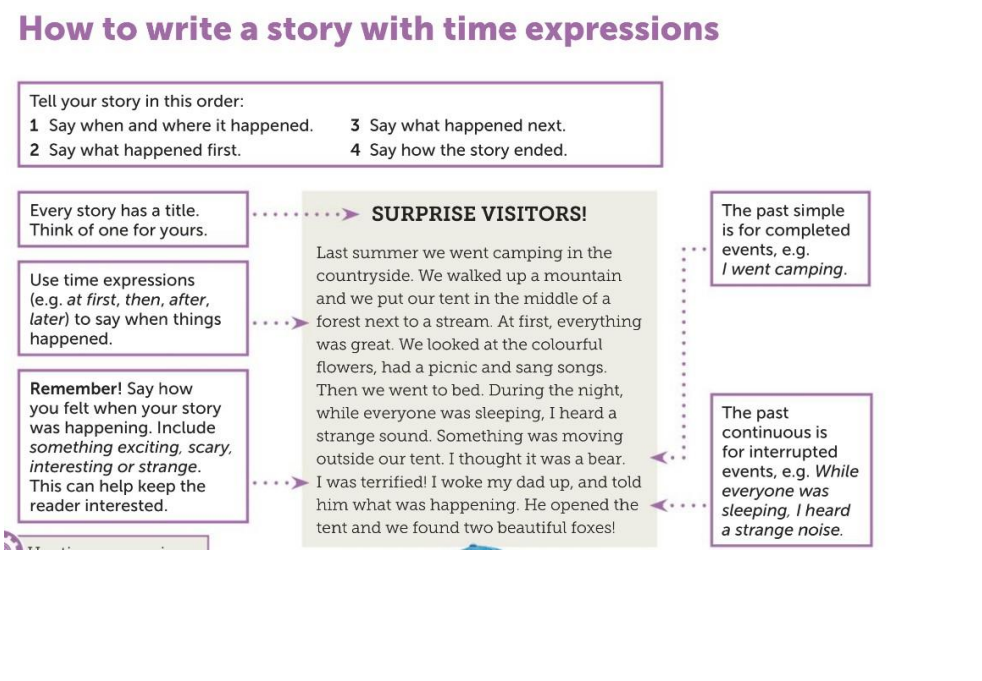 How to write a story with time expressions
Tell your story in this order:
1 Say when and where it happened.
2 Say what happened first.
3 Say what happened next.
4 Say how the story ended.
Every story has a title.
Think of one for yours.
Use time expressions
(e.g. at first, then, after,
later) to say when things
happened.
Remember! Say how
you felt when your story
was happening. Include
something exciting, scary,
interesting or strange.
This can help keep the
reader interested.
SURPRISE VISITORS!
Last summer we went camping in the
countryside. We walked up a mountain
and we put our tent in the middle of a
forest next to a stream. At first, everything
was great. We looked at the colourful
flowers, had a picnic and sang songs.
Then we went to bed. During the night,
while everyone was sleeping, I heard a
strange sound. Something was moving
outside our tent. I thought it was a bear.
I was terrified! I woke my dad up, and told
him what was happening. He opened the
tent and we found two beautiful foxes!
The past simple
is for completed
events, e.g.
I went camping.
The past
continuous is
for interrupted
events, e.g. While
everyone was
sleeping, I heard
a strange noise.